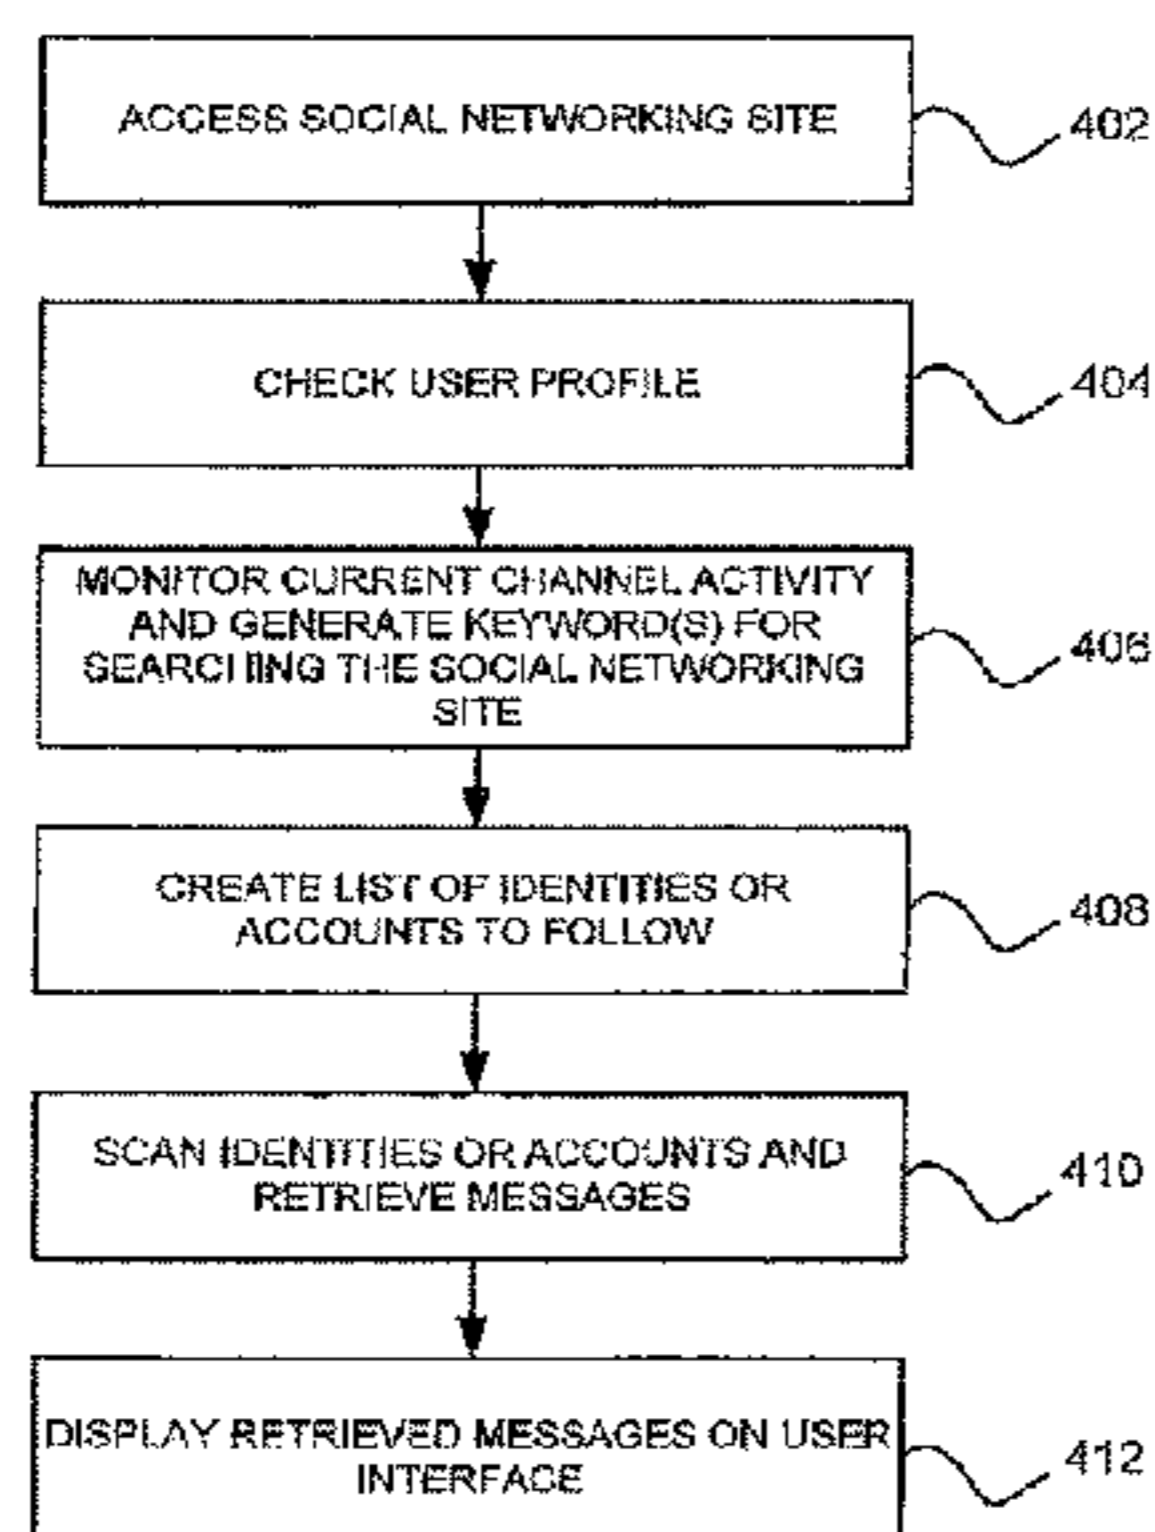 ACCESS SOCIAL NETWORKING SITE
402
CHECK USER PROFILE
404
MONITOR CURRENT CHANNEL ACTIVITY
AND GENERATE KEYWORD(S) FOR
SEARCHING THE SOCIAL NETWORKING
SITE
406
CREATE LIST OF IDENTITIES OR
ACCOUNTS TO FOLLOW
408
SCAN IDENTITIES OR ACCOUNTS AND
RETRIEVE MESSAGES
410
DISPLAY RETRIEVED MESSAGES ON USER
INTERFACE
412